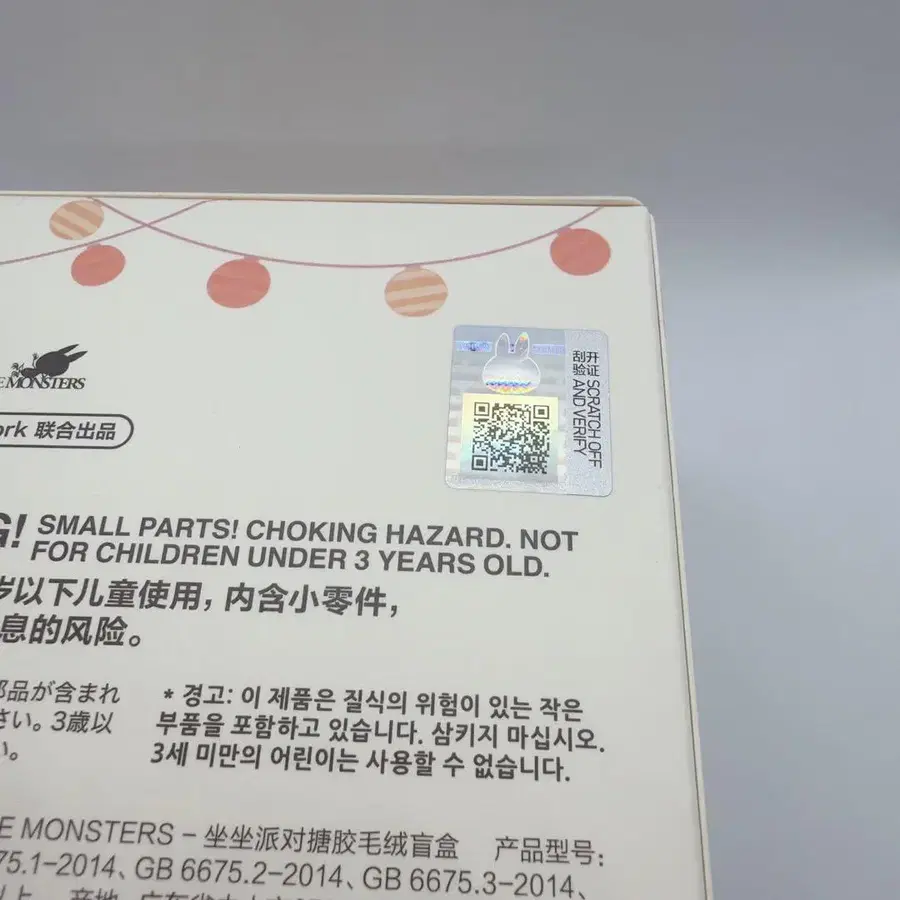 MONSTERS
刮开
验证
SCRATCH OFF
AND VERIFY
联合出品
SMALL PARTS! CHOKING HAZARD. NOT
FOR CHILDREN UNDER 3 YEARS OLD.
岁以下儿童使用，内含小零件，
息的风险。
部品が含まれ
さい。3歳以
い。
* 경고: 이 제품은 질식의 위험이 있는 작은
부품을 포함하고 있습니다. 삼키지 마십시오.
3세 미만의 어린이는 사용할 수 없습니다.
E MONSTERS – 坐坐派对搪胶毛绒盲盒 产品型号:
75.1–2014、GB 6675.2–2014、GB 6675.3–2014、